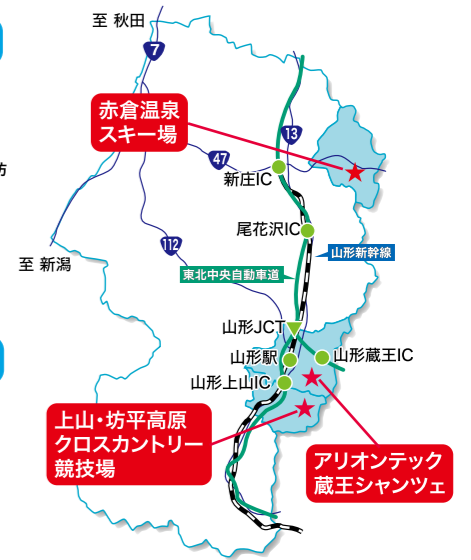 至 秋田
7
赤倉温泉
スキー場
13
47
新庄IC
防
尾花沢IC
112
山形新幹線
至 新潟
東北中央自動車道
山形JCT
山形駅
山形蔵王IC
山形上山IC
上山・坊平高原
クロスカントリー
競技場
アリオンテック
蔵王シャンツェ